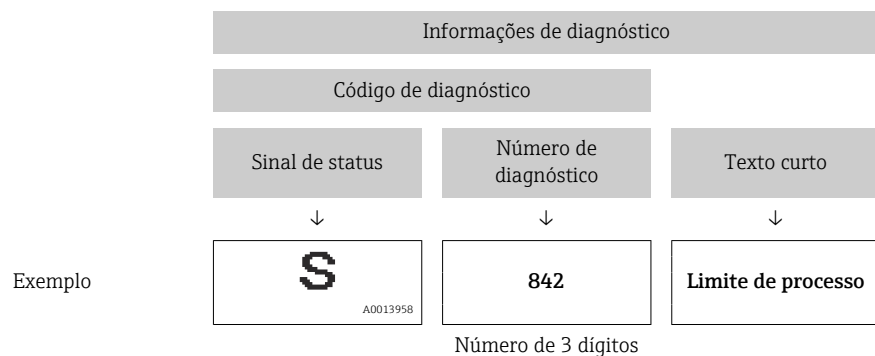 Informações de diagnóstico
Código de diagnóstico
Sinal de status
Número de
diagnóstico
Texto curto
↓ ↓ ↓
Exemplo
S
A0013958
842
Limite de processo
Número de 3 dígitos